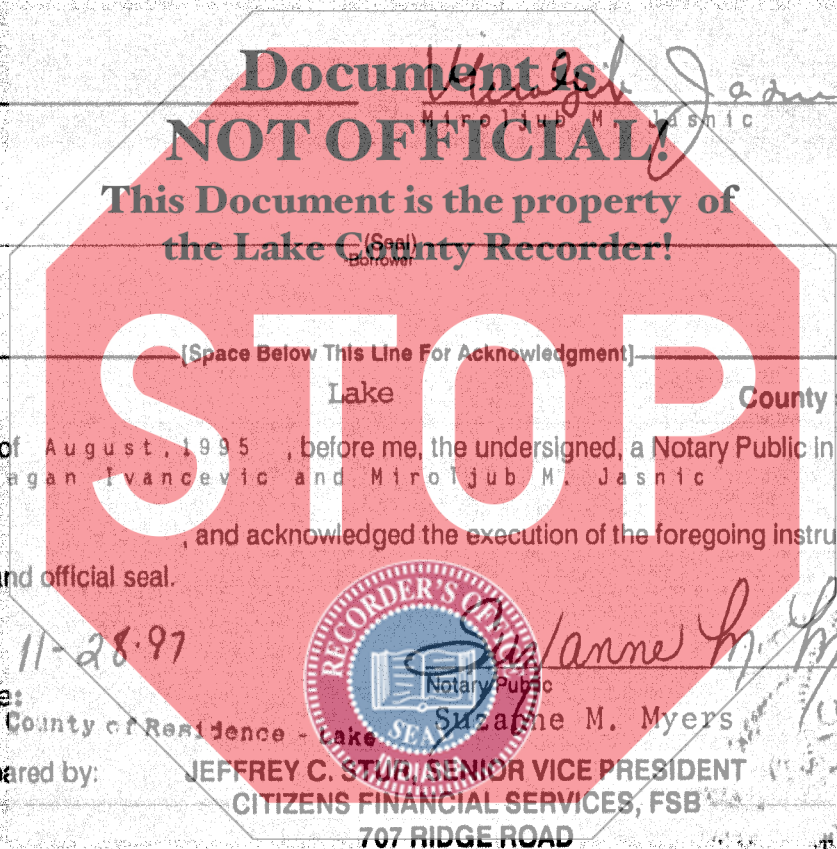 Document is
NOT OFFICIAL!
This Document is the property of
the Lake County Recorder!
Miroljub M. Jasnic
(Seal)
-Borrower
STOP
[Space Below This Line For Acknowledgment]
Lake County
of August, 1995 , before me, the undersigned, a Notary Public in
agan Ivancevic and Miroljub M. Jasnic
, and acknowledged the execution of the foregoing instru
and official seal.
RECORDER'S OFFICE
11-28-97 Suzanne M.
Notary Public
SEAL
County of Residence - Lake Suzanne M. Myers
ared by: JEFFREY C. STUR, SENIOR VICE PRESIDENT
CITIZENS FINANCIAL SERVICES, FSB
707 RIDGE ROAD